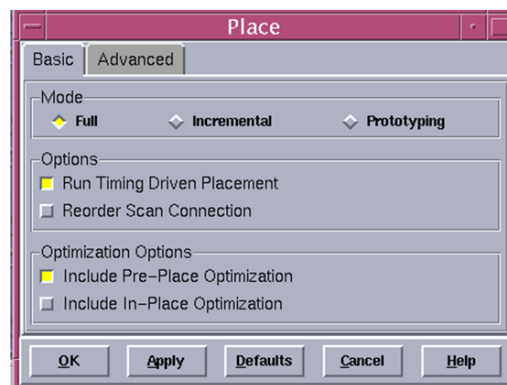 Place
Basic Advanced
Mode
Full Incremental Prototyping
Options
Run Timing Driven Placement
Reorder Scan Connection
Optimization Options
Include Pre-Place Optimization
Include In-Place Optimization
OK Apply Defaults Cancel Help